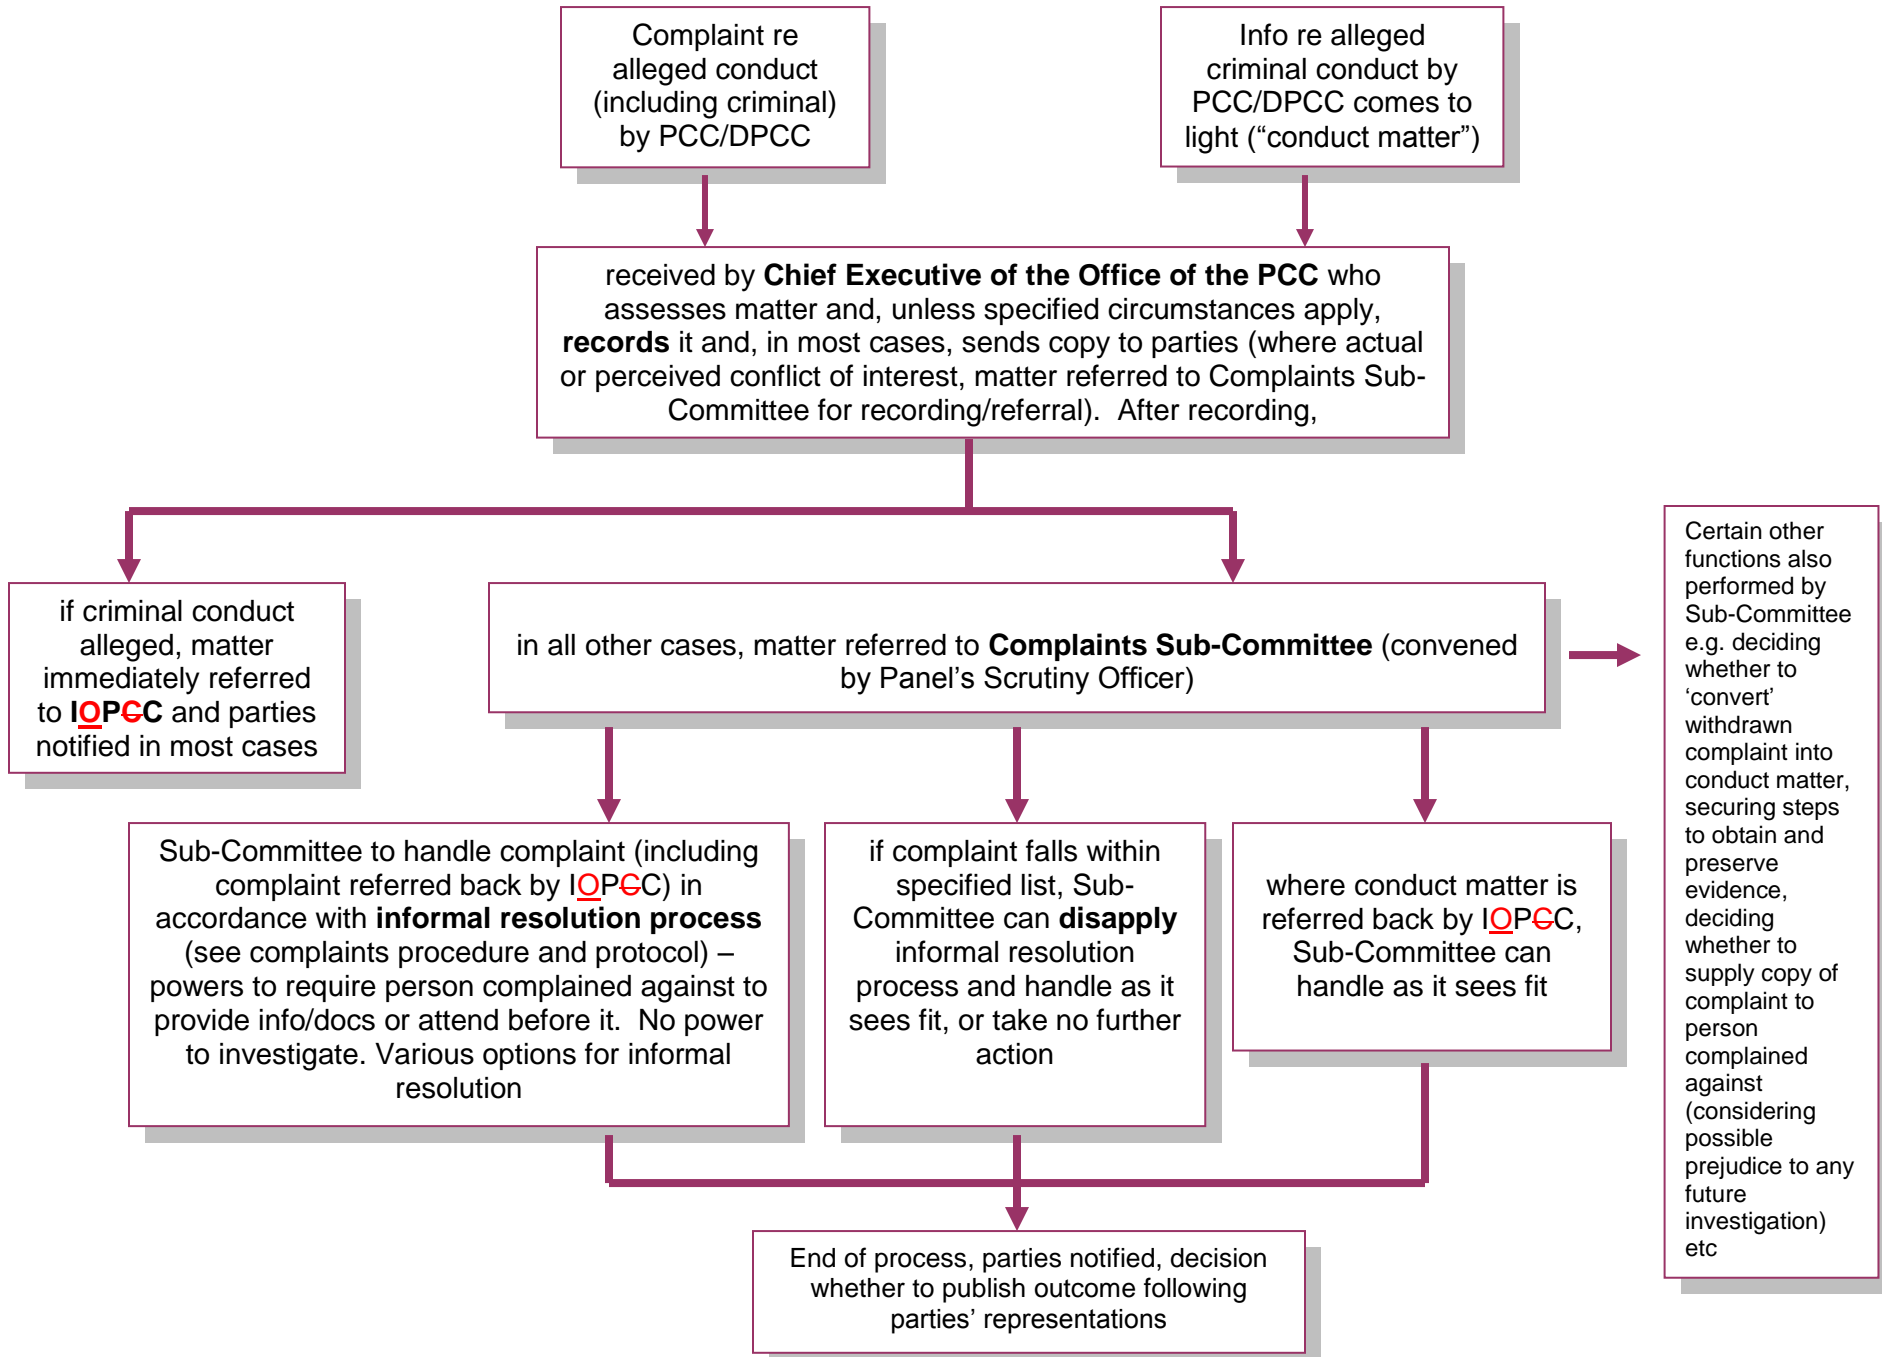 Complaint re
alleged conduct
(including criminal)
by PCC/DPCC
Info re alleged
criminal conduct by
PCC/DPCC comes to
light (“conduct matter”)
received by Chief Executive of the Office of the PCC who
assesses matter and, unless specified circumstances apply,
records it and, in most cases, sends copy to parties (where actual
or perceived conflict of interest, matter referred to Complaints Sub-
Committee for recording/referral).  After recording,
if criminal conduct
alleged, matter
immediately referred
to IOPCC and parties
notified in most cases
in all other cases, matter referred to Complaints Sub-Committee (convened
by Panel’s Scrutiny Officer)
Certain other
functions also
performed by
Sub-Committee
e.g. deciding
whether to
‘convert’
withdrawn
complaint into
conduct matter,
securing steps
to obtain and
preserve
evidence,
deciding
whether to
supply copy of
complaint to
person
complained
against
(considering
possible
prejudice to any
future
investigation)
etc
Sub-Committee to handle complaint (including
complaint referred back by IOPCC) in
accordance with informal resolution process
(see complaints procedure and protocol) –
powers to require person complained against to
provide info/docs or attend before it.  No power
to investigate. Various options for informal
resolution
if complaint falls within
specified list, Sub-
Committee can disapply
informal resolution
process and handle as it
sees fit, or take no further
action
where conduct matter is
referred back by IOPCC,
Sub-Committee can
handle as it sees fit
End of process, parties notified, decision
whether to publish outcome following
parties’ representations